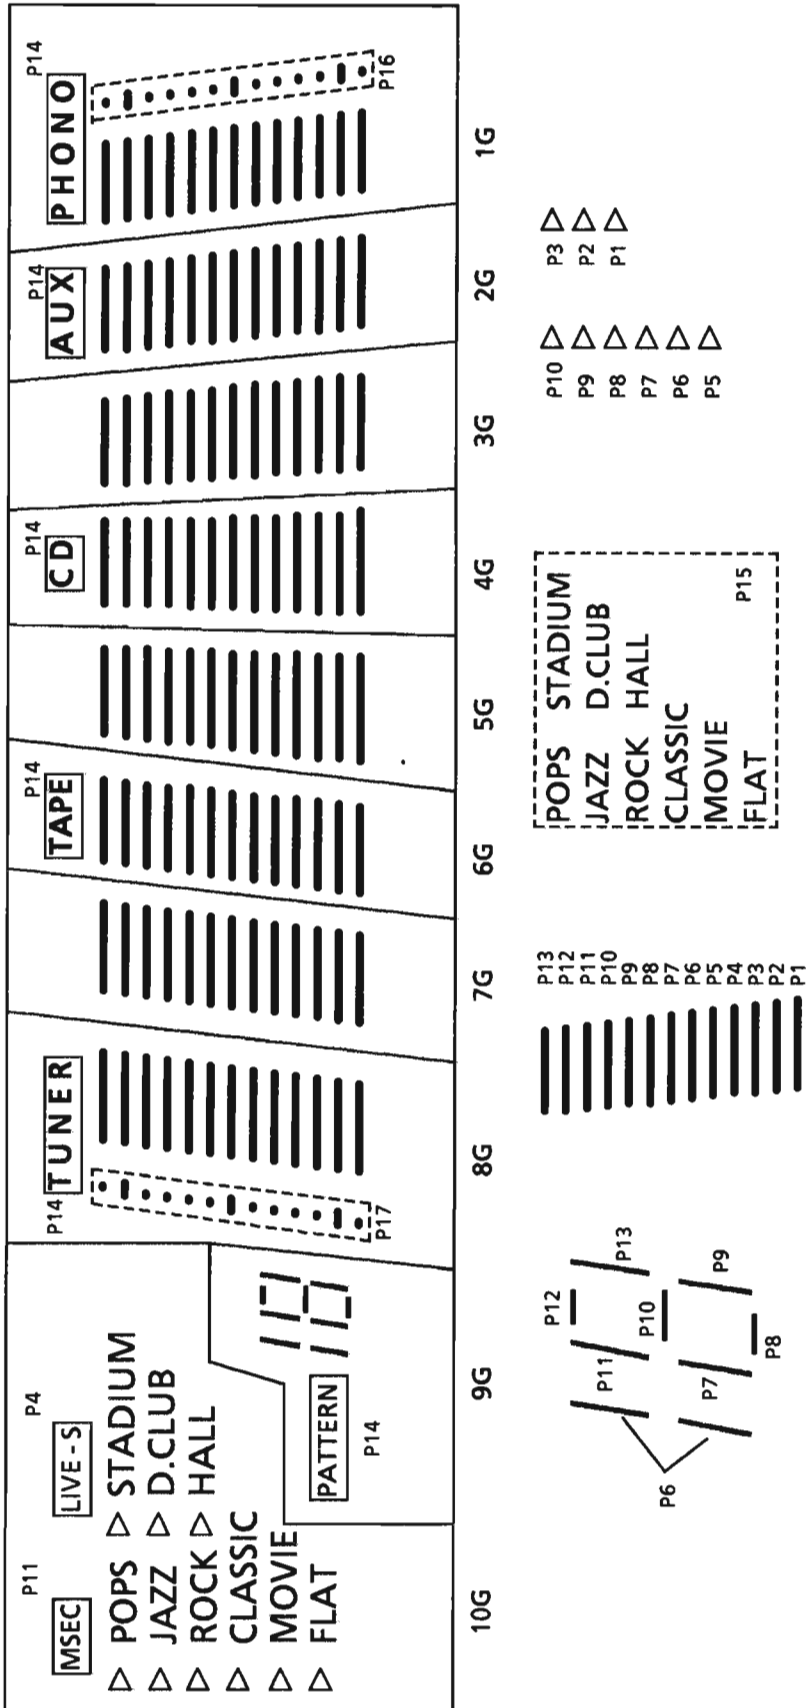 P11 P4 P14 P14 P14 P14 P14
MSEC LIVE-S TUNER TAPE CD AUX PHONO
▷ POPS ▷ STADIUM
▷ JAZZ ▷ D.CLUB
▷ ROCK ▷ HALL
▷ CLASSIC
▷ MOVIE
▷ FLAT
PATTERN 18
P14
P17 P16
10G 9G 8G 7G 6G 5G 4G 3G 2G 1G
P12
P13
P11
P10
P9
P7
P8
P6
P13
P12
P11
P10
P9
P8
P7
P6
P5
P4
P3
P2
P1
POPS STADIUM
JAZZ D.CLUB
ROCK HALL
CLASSIC
MOVIE
FLAT P15
P10 ▷ P3 ▷
P9 ▷ P2 ▷
P8 ▷ P1 ▷
P7 ▷
P6 ▷
P5 ▷